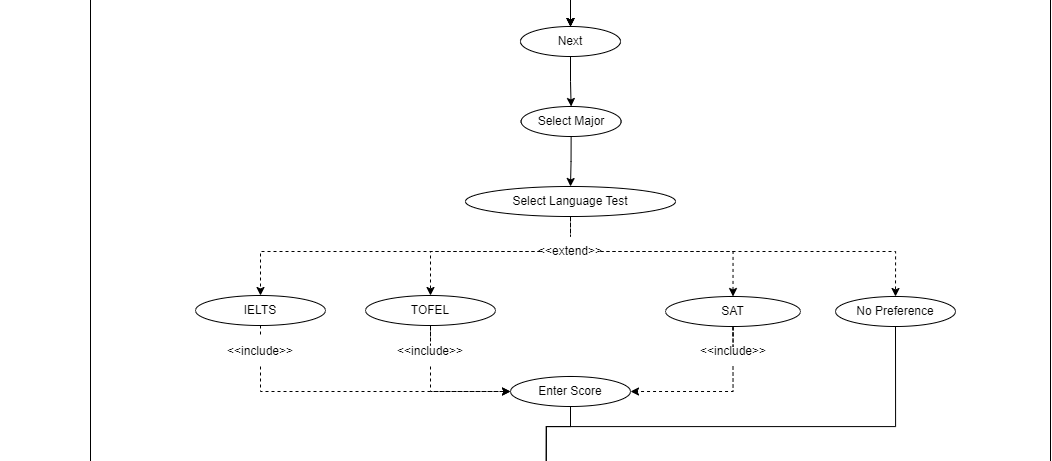 Next
Select Major
Select Language Test
<<extend>>
IELTS
TOFEL
SAT
No Preference
<<include>>
<<include>>
<<include>>
Enter Score